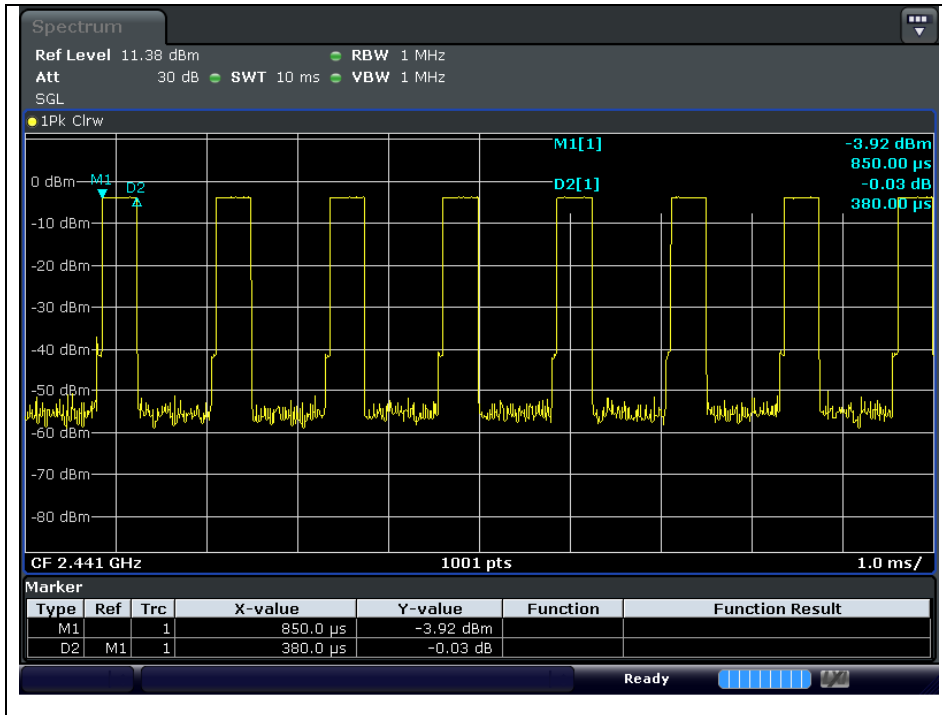 Spectrum
Ref Level 11.38 dBm RBW 1 MHz
Att 30 dB SWT 10 ms VBW 1 MHz
SGL
1Pk Clrw
M1[1] -3.92 dBm
850.00 µs
0 dBm M1 D2 D2[1] -0.03 dB
380.00 µs
-10 dBm
-20 dBm
-30 dBm
-40 dBm
-50 dBm
-60 dBm
-70 dBm
-80 dBm
CF 2.441 GHz 1001 pts 1.0 ms/
Marker
Type Ref Trc X-value Y-value Function Function Result
M1 1 850.0 µs -3.92 dBm
D2 M1 1 380.0 µs -0.03 dB
Ready